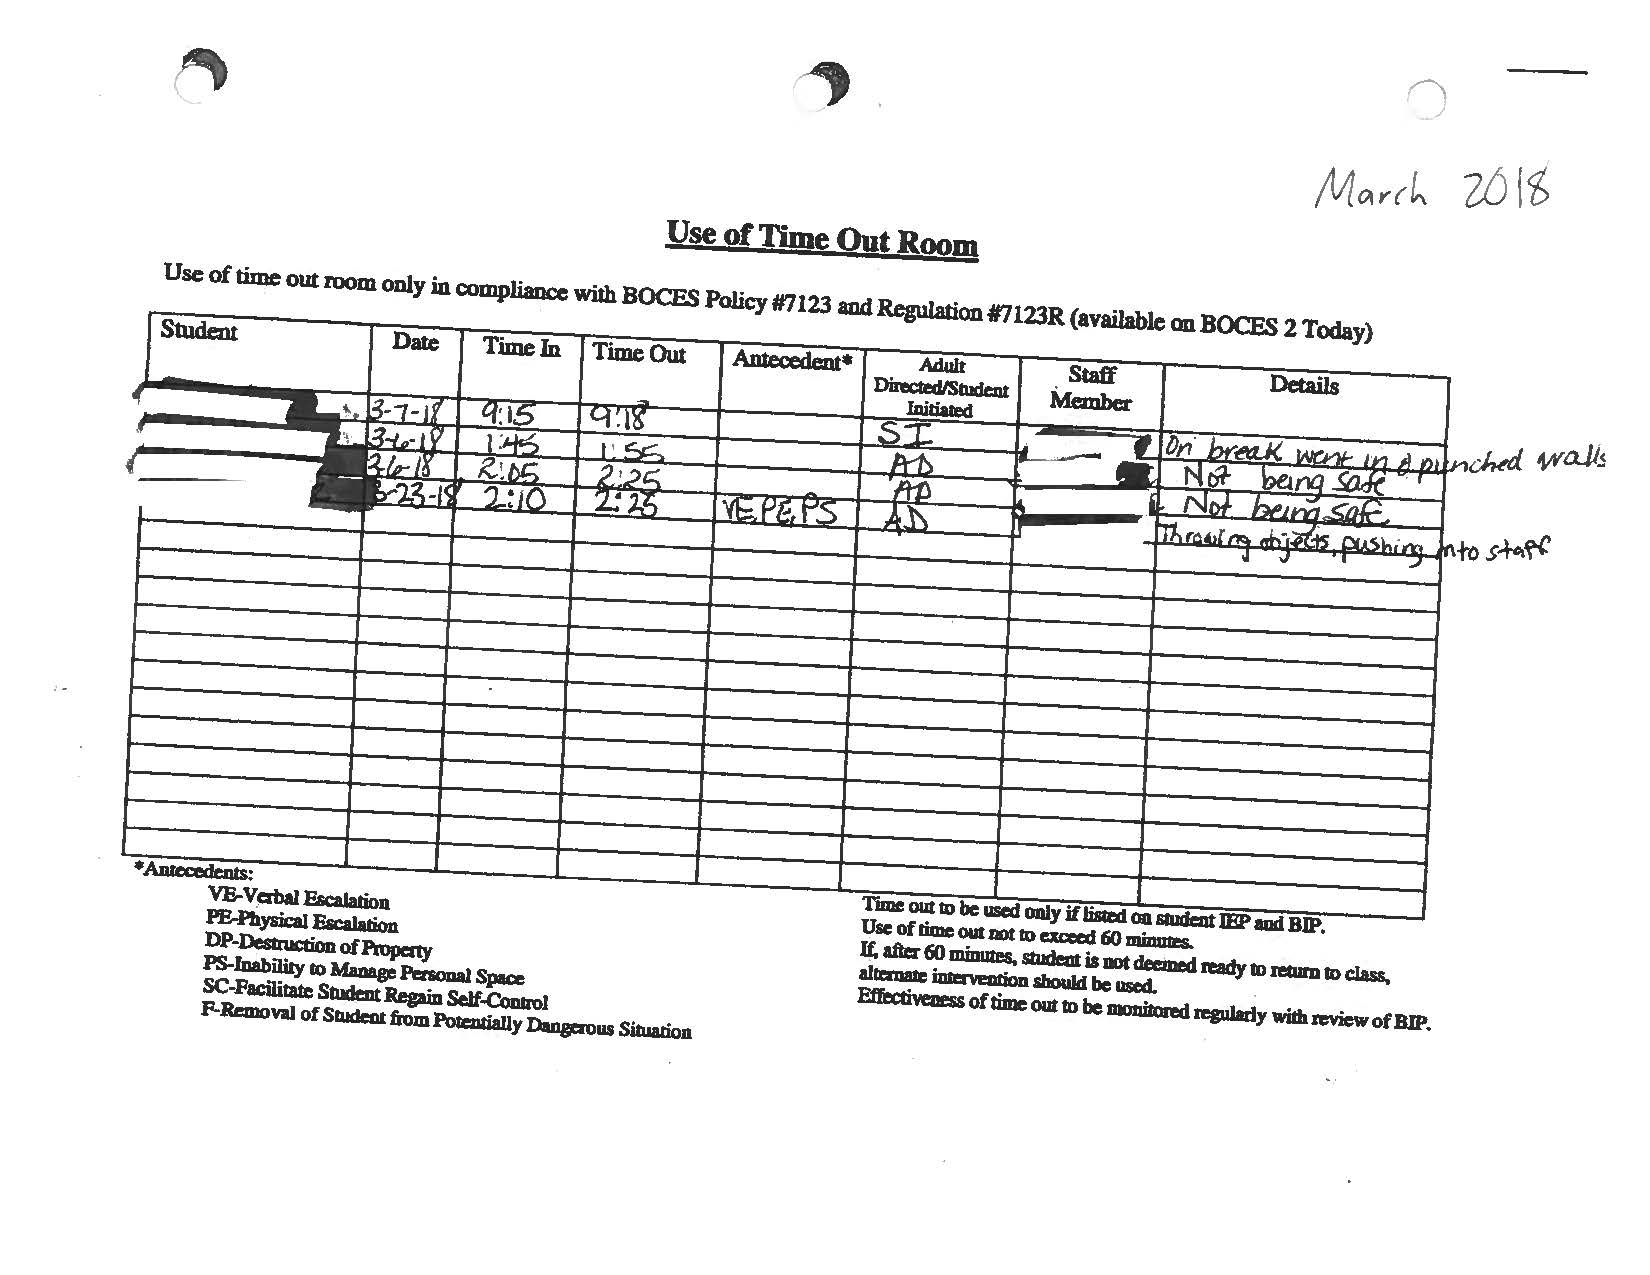 March 2018
Use of Time Out Room
Use of time out room only in compliance with BOCES Policy #7123 and Regulation #7123R (available on BOCES 2 Today)
Student Date Time In Time Out Antecedent* Adult Directed/Student Initiated Staff Member Details
3-7-18 9:15 9:18 SI On break went in & punched walls
3-6-18 1:45 1:55 AD Not being safe
3-6-18 2:05 2:25 AD Not being safe
3-23-18 2:10 2:25 VE, PE, PS AD Throwing objects, pushing into staff
*Antecedents:
VE-Verbal Escalation
PE-Physical Escalation
DP-Destruction of Property
PS-Inability to Manage Personal Space
SC-Facilitate Student Regain Self-Control
F-Removal of Student from Potentially Dangerous Situation
Time out to be used only if listed on student IEP and BIP.
Use of time out not to exceed 60 minutes.
If, after 60 minutes, student is not deemed ready to return to class,
alternate intervention should be used.
Effectiveness of time out to be monitored regularly with review of BIP.